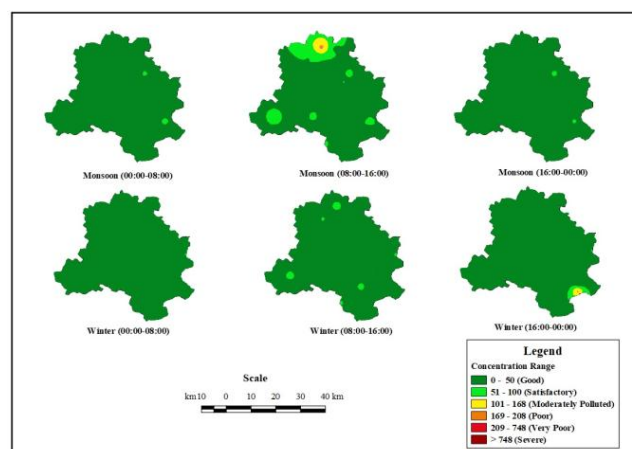 Monsoon (00:00-08:00)
Monsoon (08:00-16:00)
Monsoon (16:00-00:00)
Winter (00:00-08:00)
Winter (08:00-16:00)
Winter (16:00-00:00)
Scale
km10 0 10 20 30 40 km
Legend
Concentration Range
0 - 50 (Good)
51 - 100 (Satisfactory)
101 - 168 (Moderately Polluted)
169 - 208 (Poor)
209 - 748 (Very Poor)
> 748 (Severe)